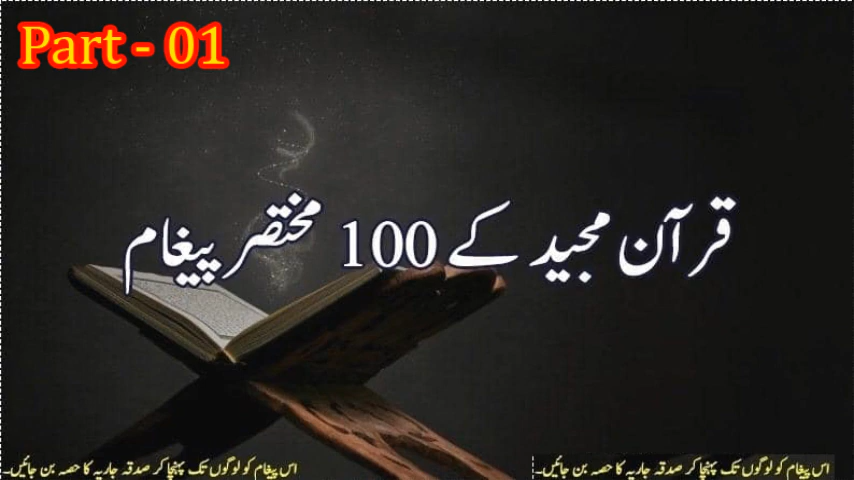 Part - 01
قرآن مجید کے 100 مختصر پیغام
اس پیغام کو لوگوں تک پہنچا کر صدقہ جاریہ کا حصہ بن جائیں۔
اس پیغام کو لوگوں تک پہنچا کر صدقہ جاریہ کا حصہ بن جائیں۔